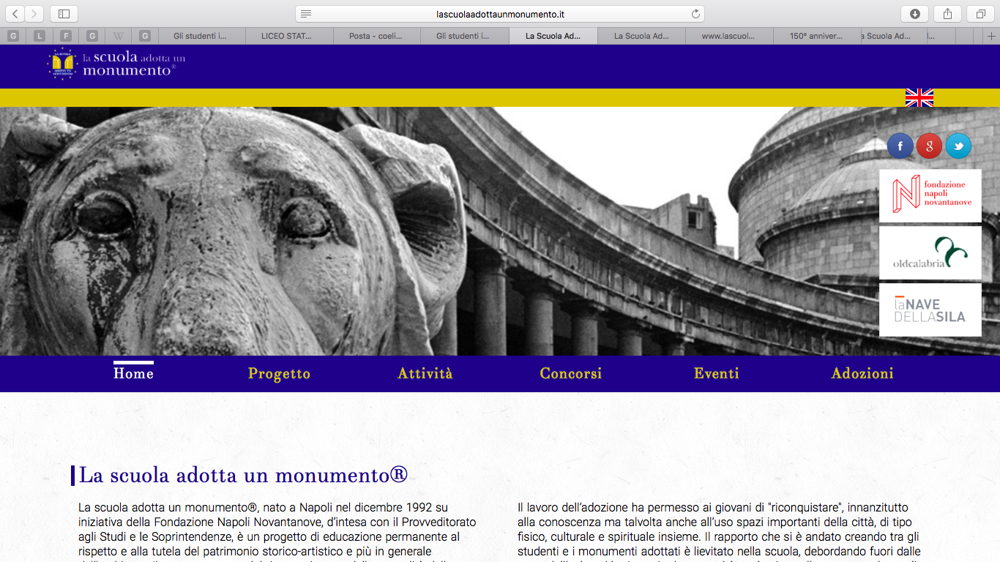 lascuolaadottaunmonumento.it
G L F G W G Gli studenti i... LICEO STAT... Posta – coeli... Gli studenti i... La Scuola Ad... La Scuola Ad... www.lascuol... 150° anniver... a Scuola Ad...
LA SCUOLA
ADOTTA VN
MONVMENTO
la scuola adotta un
monumento®
f g
fondazione
napoli
novantanove
oldcalabria
laNAVE
DELLASILA
Home Progetto Attività Concorsi Eventi Adozioni
La scuola adotta un monumento®
La scuola adotta un monumento®, nato a Napoli nel dicembre 1992 su
iniziativa della Fondazione Napoli Novantanove, d’intesa con il Provveditorato
agli Studi e le Soprintendenze, è un progetto di educazione permanente al
rispetto e alla tutela del patrimonio storico-artistico e più in generale
Il lavoro dell’adozione ha permesso ai giovani di "riconquistare", innanzitutto
alla conoscenza ma talvolta anche all’uso spazi importanti della città, di tipo
fisico, culturale e spirituale insieme. Il rapporto che si è andato creando tra gli
studenti e i monumenti adottati è lievitato nella scuola, debordando fuori dalle